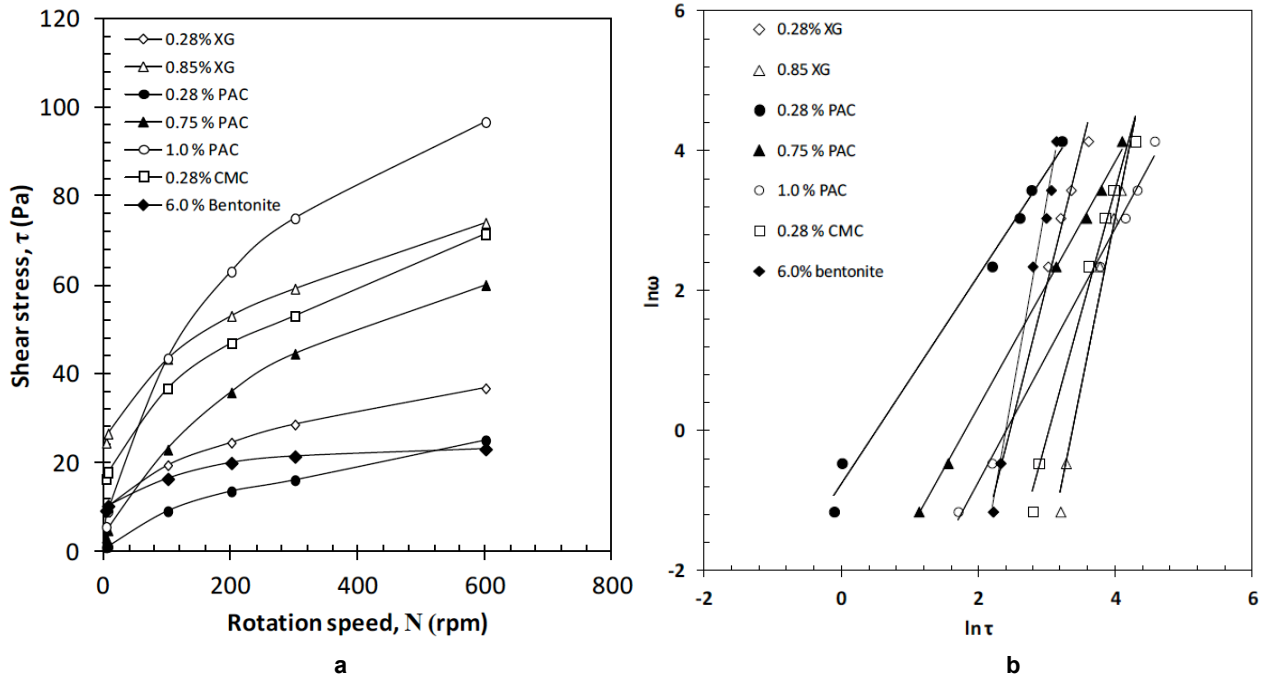 120
100
80
60
40
20
0
Shear stress, τ (Pa)
0.28% XG
0.85% XG
0.28 % PAC
0.75 % PAC
1.0 % PAC
0.28% CMC
6.0 % Bentonite
0 200 400 600 800
Rotation speed, N (rpm)
a
6
4
2
0
-2
lnω
0.28% XG
0.85 XG
0.28 % PAC
0.75 % PAC
1.0 % PAC
0.28 % CMC
6.0% bentonite
-2 0 2 4 6
ln τ
b